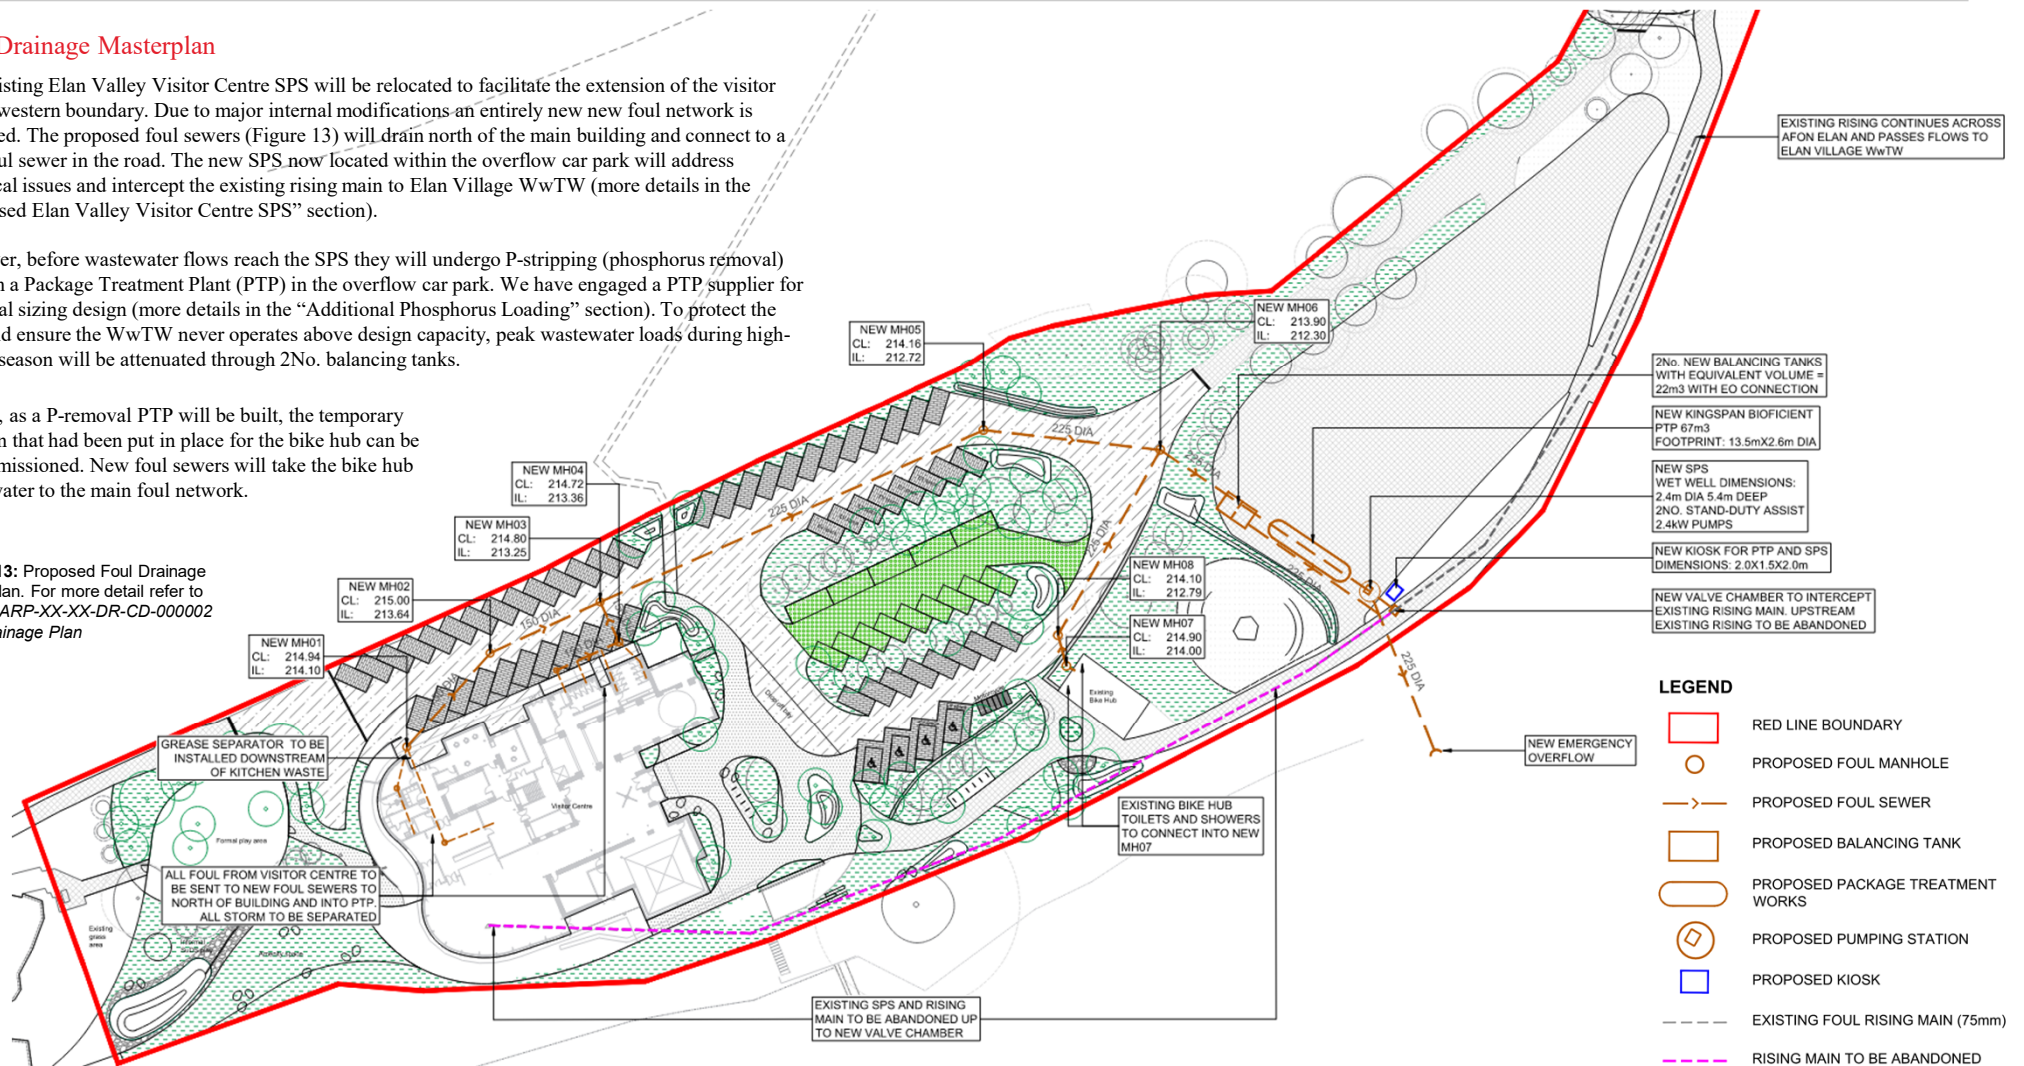 Drainage Masterplan
isting Elan Valley Visitor Centre SPS will be relocated to facilitate the extension of the visitor
western boundary. Due to major internal modifications an entirely new new foul network is
ed. The proposed foul sewers (Figure 13) will drain north of the main building and connect to a
ul sewer in the road. The new SPS now located within the overflow car park will address
cal issues and intercept the existing rising main to Elan Village WwTW (more details in the
sed Elan Valley Visitor Centre SPS” section).
er, before wastewater flows reach the SPS they will undergo P-stripping (phosphorus removal)
n a Package Treatment Plant (PTP) in the overflow car park. We have engaged a PTP supplier for
al sizing design (more details in the “Additional Phosphorus Loading” section). To protect the
d ensure the WwTW never operates above design capacity, peak wastewater loads during high-
season will be attenuated through 2No. balancing tanks.
, as a P-removal PTP will be built, the temporary
n that had been put in place for the bike hub can be
missioned. New foul sewers will take the bike hub
vater to the main foul network.
13: Proposed Foul Drainage
lan. For more detail refer to
ARP-XX-XX-DR-CD-000002
ainage Plan
NEW MH01
CL: 214.94
IL: 214.10
NEW MH02
CL: 215.00
IL: 213.64
NEW MH03
CL: 214.80
IL: 213.25
NEW MH04
CL: 214.72
IL: 213.36
NEW MH05
CL: 214.16
IL: 212.72
NEW MH06
CL: 213.90
IL: 212.30
NEW MH08
CL: 214.10
IL: 212.79
NEW MH07
CL: 214.90
IL: 214.00
EXISTING RISING CONTINUES ACROSS
AFON ELAN AND PASSES FLOWS TO
ELAN VILLAGE WwTW
2No. NEW BALANCING TANKS
WITH EQUIVALENT VOLUME =
22m3 WITH EO CONNECTION
NEW KINGSPAN BIOFICIENT
PTP 67m3
FOOTPRINT: 13.5mX2.6m DIA
NEW SPS
WET WELL DIMENSIONS:
2.4m DIA 5.4m DEEP
2NO. STAND-DUTY ASSIST
2.4kW PUMPS
NEW KIOSK FOR PTP AND SPS
DIMENSIONS: 2.0X1.5X2.0m
NEW VALVE CHAMBER TO INTERCEPT
EXISTING RISING MAIN. UPSTREAM
EXISTING RISING TO BE ABANDONED
NEW EMERGENCY
OVERFLOW
GREASE SEPARATOR TO BE
INSTALLED DOWNSTREAM
OF KITCHEN WASTE
ALL FOUL FROM VISITOR CENTRE TO
BE SENT TO NEW FOUL SEWERS TO
NORTH OF BUILDING AND INTO PTP.
ALL STORM TO BE SEPARATED
EXISTING BIKE HUB
TOILETS AND SHOWERS
TO CONNECT INTO NEW
MH07
EXISTING SPS AND RISING
MAIN TO BE ABANDONED UP
TO NEW VALVE CHAMBER
225 DIA
225 DIA
225 DIA
225 DIA
225 DIA
225 DIA
150 DIA
DIA
Visitor Centre
Formal play area
Existing
grass
area
Existing
Bike Hub
LEGEND
RED LINE BOUNDARY
PROPOSED FOUL MANHOLE
PROPOSED FOUL SEWER
PROPOSED BALANCING TANK
PROPOSED PACKAGE TREATMENT
WORKS
PROPOSED PUMPING STATION
PROPOSED KIOSK
EXISTING FOUL RISING MAIN (75mm)
RISING MAIN TO BE ABANDONED